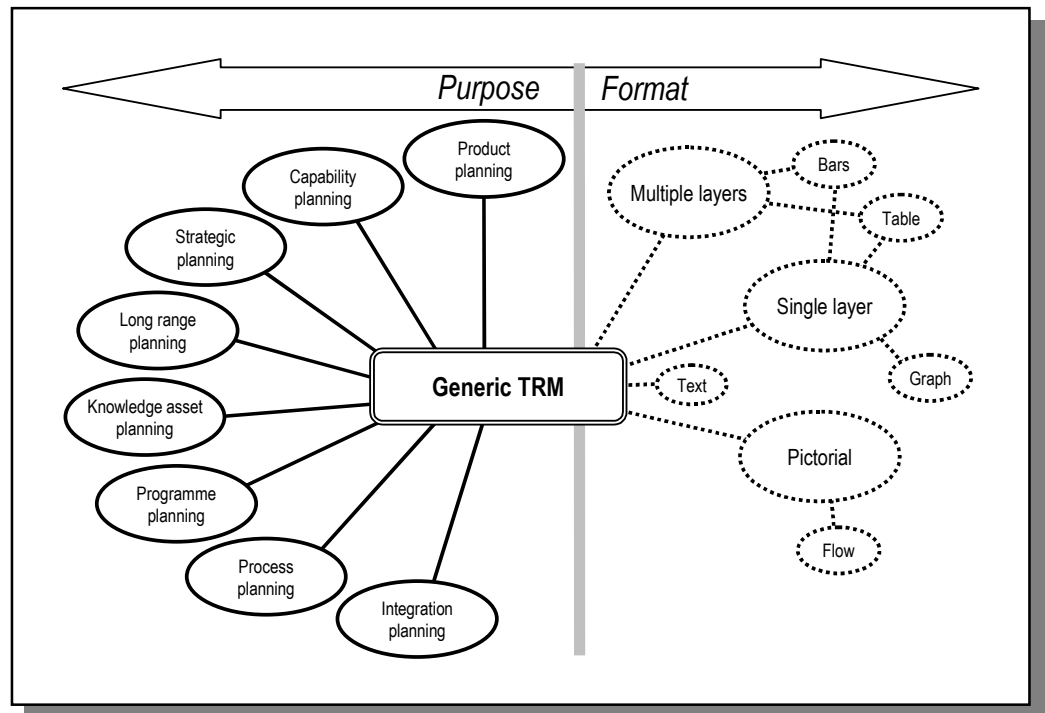 Purpose
Format
Product
planning
Capability
planning
Strategic
planning
Long range
planning
Knowledge asset
planning
Programme
planning
Process
planning
Integration
planning
Generic TRM
Multiple layers
Bars
Table
Single layer
Graph
Text
Pictorial
Flow